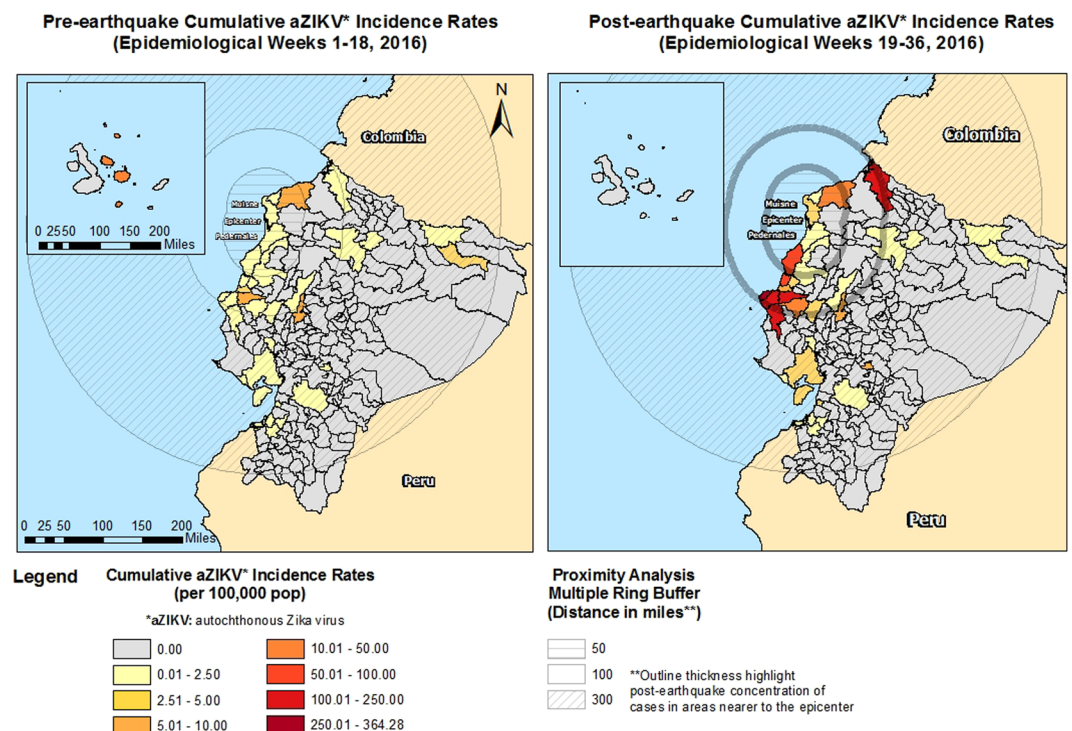 Pre-earthquake Cumulative aZIKV* Incidence Rates
(Epidemiological Weeks 1-18, 2016)
Post-earthquake Cumulative aZIKV* Incidence Rates
(Epidemiological Weeks 19-36, 2016)
N
Colombia
Muisne
Epicenter
Pedernales
0 25 50 100 150 200
Miles
Peru
0 25 50 100 150 200
Miles
Colombia
Muisne
Epicenter
Pedernales
Peru
Legend
Cumulative aZIKV* Incidence Rates
(per 100,000 pop)
*aZIKV: autochthonous Zika virus
0.00
0.01 - 2.50
2.51 - 5.00
5.01 - 10.00
10.01 - 50.00
50.01 - 100.00
100.01 - 250.00
250.01 - 364.28
Proximity Analysis
Multiple Ring Buffer
(Distance in miles**)
50
100
300
**Outline thickness highlight
post-earthquake concentration of
cases in areas nearer to the epicenter